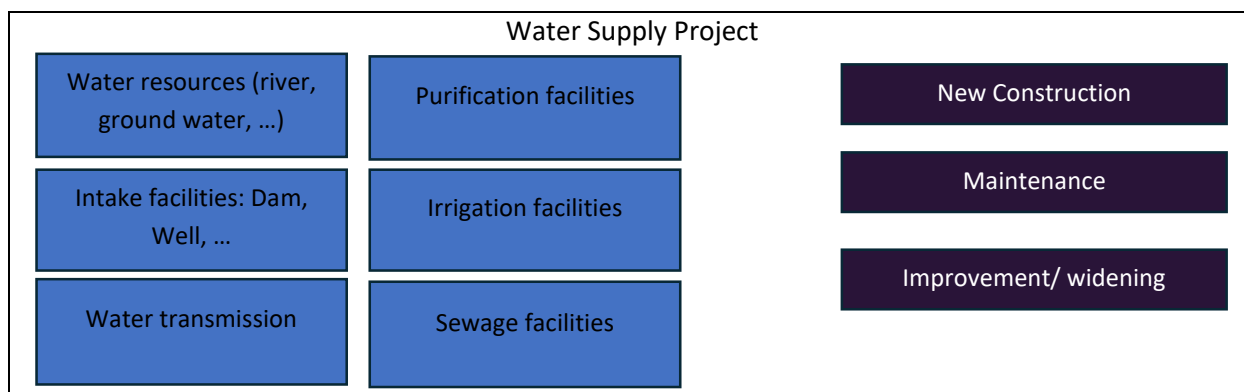 Water Supply Project
Water resources (river,
ground water, …)
Purification facilities
New Construction
Intake facilities: Dam,
Well, …
Irrigation facilities
Maintenance
Water transmission
Sewage facilities
Improvement/ widening